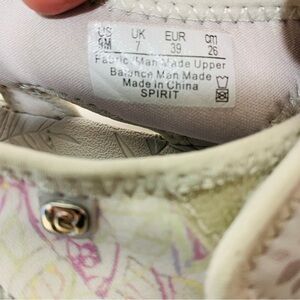 US UK EUR cm
9M 7 39 26
Fabric/Man Made Upper
Balance Man Made
Made in China
SPIRIT
R